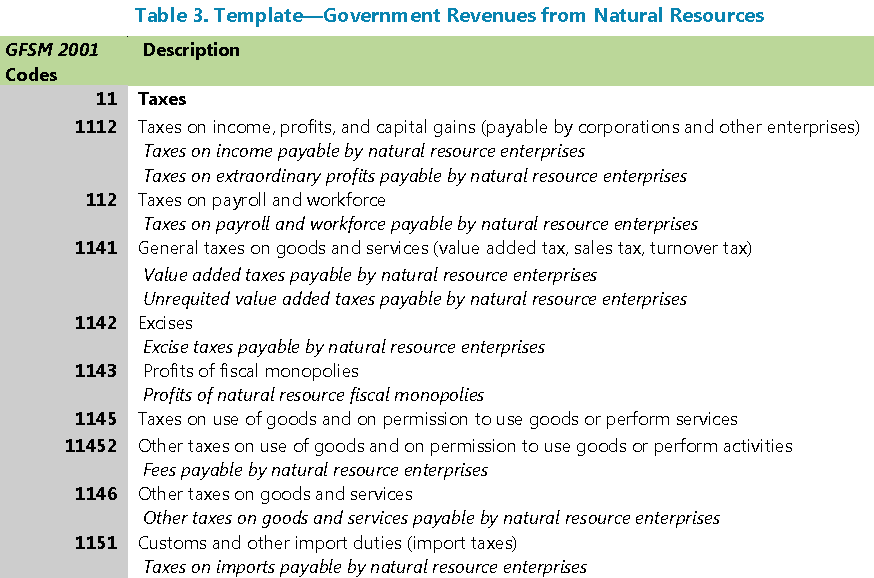 Table 3. Template—Government Revenues from Natural Resources
GFSM 2001 Description
Codes
11 Taxes
1112 Taxes on income, profits, and capital gains (payable by corporations and other enterprises)
Taxes on income payable by natural resource enterprises
Taxes on extraordinary profits payable by natural resource enterprises
112 Taxes on payroll and workforce
Taxes on payroll and workforce payable by natural resource enterprises
1141 General taxes on goods and services (value added tax, sales tax, turnover tax)
Value added taxes payable by natural resource enterprises
Unrequited value added taxes payable by natural resource enterprises
1142 Excises
Excise taxes payable by natural resource enterprises
1143 Profits of fiscal monopolies
Profits of natural resource fiscal monopolies
1145 Taxes on use of goods and on permission to use goods or perform services
11452 Other taxes on use of goods and on permission to use goods or perform activities
Fees payable by natural resource enterprises
1146 Other taxes on goods and services
Other taxes on goods and services payable by natural resource enterprises
1151 Customs and other import duties (import taxes)
Taxes on imports payable by natural resource enterprises